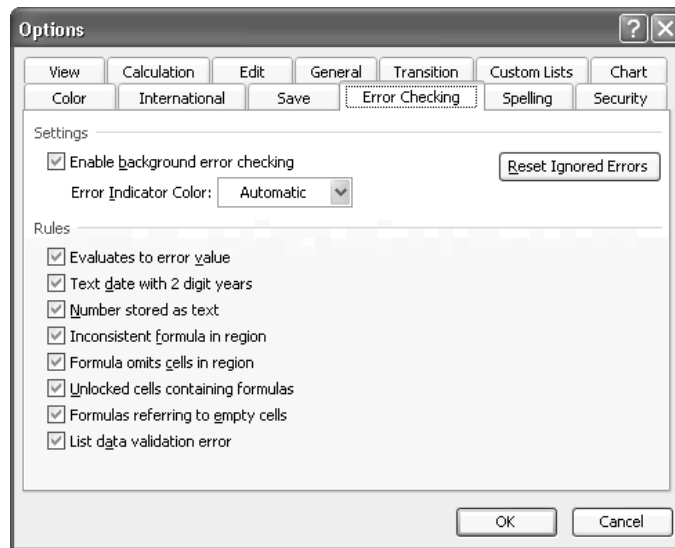 Options
View Calculation Edit General Transition Custom Lists Chart
Color International Save Error Checking Spelling Security
Settings
Enable background error checking
Reset Ignored Errors
Error Indicator Color: Automatic
Rules
Evaluates to error value
Text date with 2 digit years
Number stored as text
Inconsistent formula in region
Formula omits cells in region
Unlocked cells containing formulas
Formulas referring to empty cells
List data validation error
OK Cancel